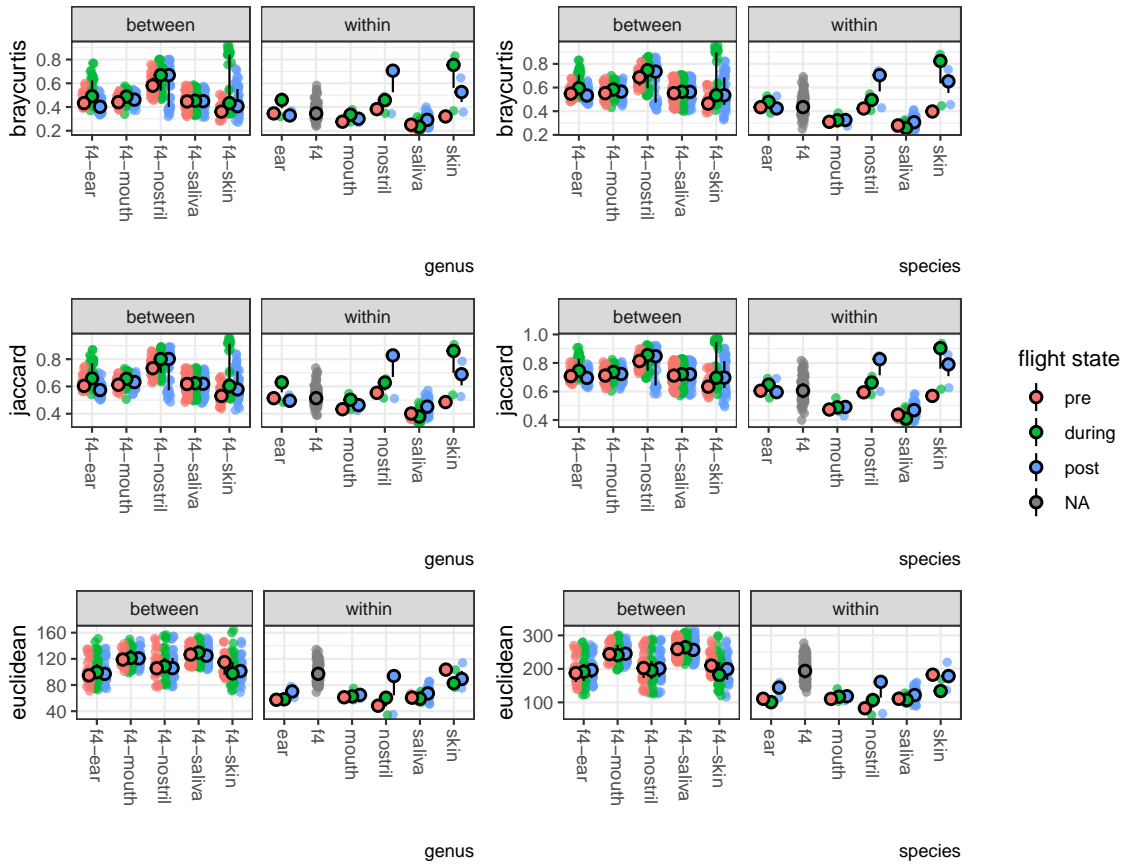 between within between within
braycurtis
0.8
0.6
0.4
0.2
f4−ear f4−mouth f4−nostril f4−saliva f4−skin
ear f4 mouth nostril saliva skin
genus
braycurtis
0.8
0.6
0.4
0.2
f4−ear f4−mouth f4−nostril f4−saliva f4−skin
ear f4 mouth nostril saliva skin
species
between within between within
jaccard
0.8
0.6
0.4
f4−ear f4−mouth f4−nostril f4−saliva f4−skin
ear f4 mouth nostril saliva skin
genus
jaccard
1.0
0.8
0.6
0.4
f4−ear f4−mouth f4−nostril f4−saliva f4−skin
ear f4 mouth nostril saliva skin
species
flight state
pre
during
post
NA
between within between within
euclidean
160
120
80
40
f4−ear f4−mouth f4−nostril f4−saliva f4−skin
ear f4 mouth nostril saliva skin
genus
euclidean
300
200
100
f4−ear f4−mouth f4−nostril f4−saliva f4−skin
ear f4 mouth nostril saliva skin
species